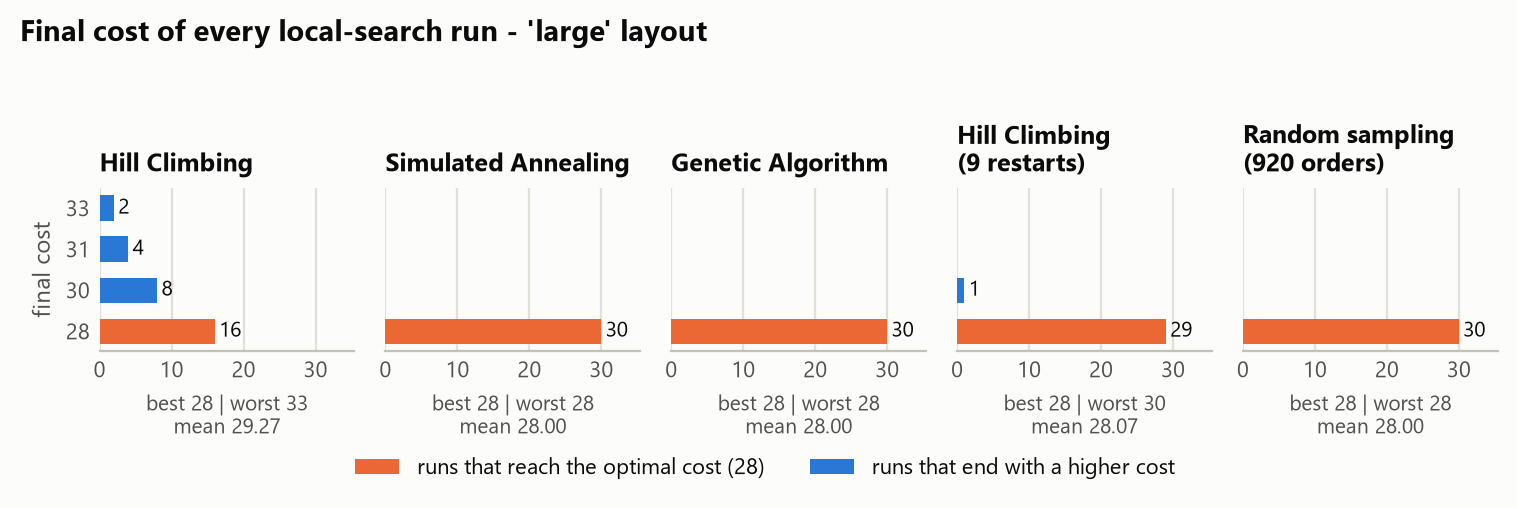 Final cost of every local-search run - 'large' layout
Hill Climbing
Simulated Annealing
Genetic Algorithm
Hill Climbing
(9 restarts)
Random sampling
(920 orders)
final cost
33
2
31
4
30
8
1
28
16
30
30
29
30
0 10 20 30
0 10 20 30
0 10 20 30
0 10 20 30
0 10 20 30
best 28 | worst 33
mean 29.27
best 28 | worst 28
mean 28.00
best 28 | worst 28
mean 28.00
best 28 | worst 30
mean 28.07
best 28 | worst 28
mean 28.00
runs that reach the optimal cost (28)
runs that end with a higher cost